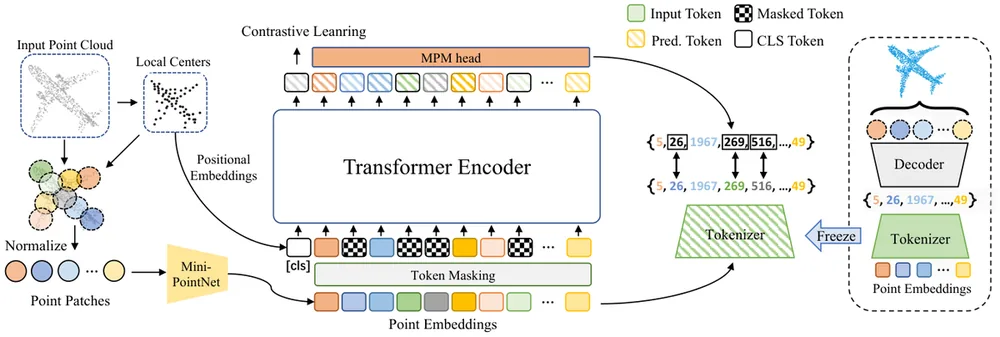 Input Point Cloud
Local Centers
Normalize
Point Patches
Mini-
PointNet
Positional
Embeddings
Contrastive Leanring
MPM head
Transformer Encoder
[cls]
Token Masking
Point Embeddings
Input Token
Masked Token
Pred. Token
CLS Token
{5, 26, 1967, 269, 516, ...,49}
{5, 26, 1967, 269, 516, ...,49}
Tokenizer
Freeze
Decoder
{5, 26, 1967, ...,49}
Tokenizer
Point Embeddings